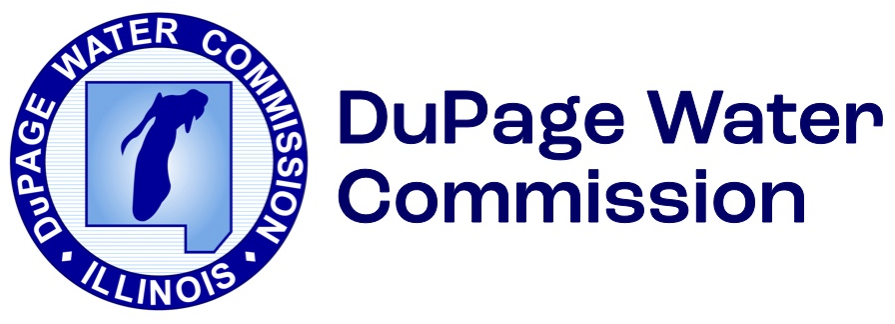 DuPAGE WATER COMMISSION
ILLINOIS
DuPage Water
Commission